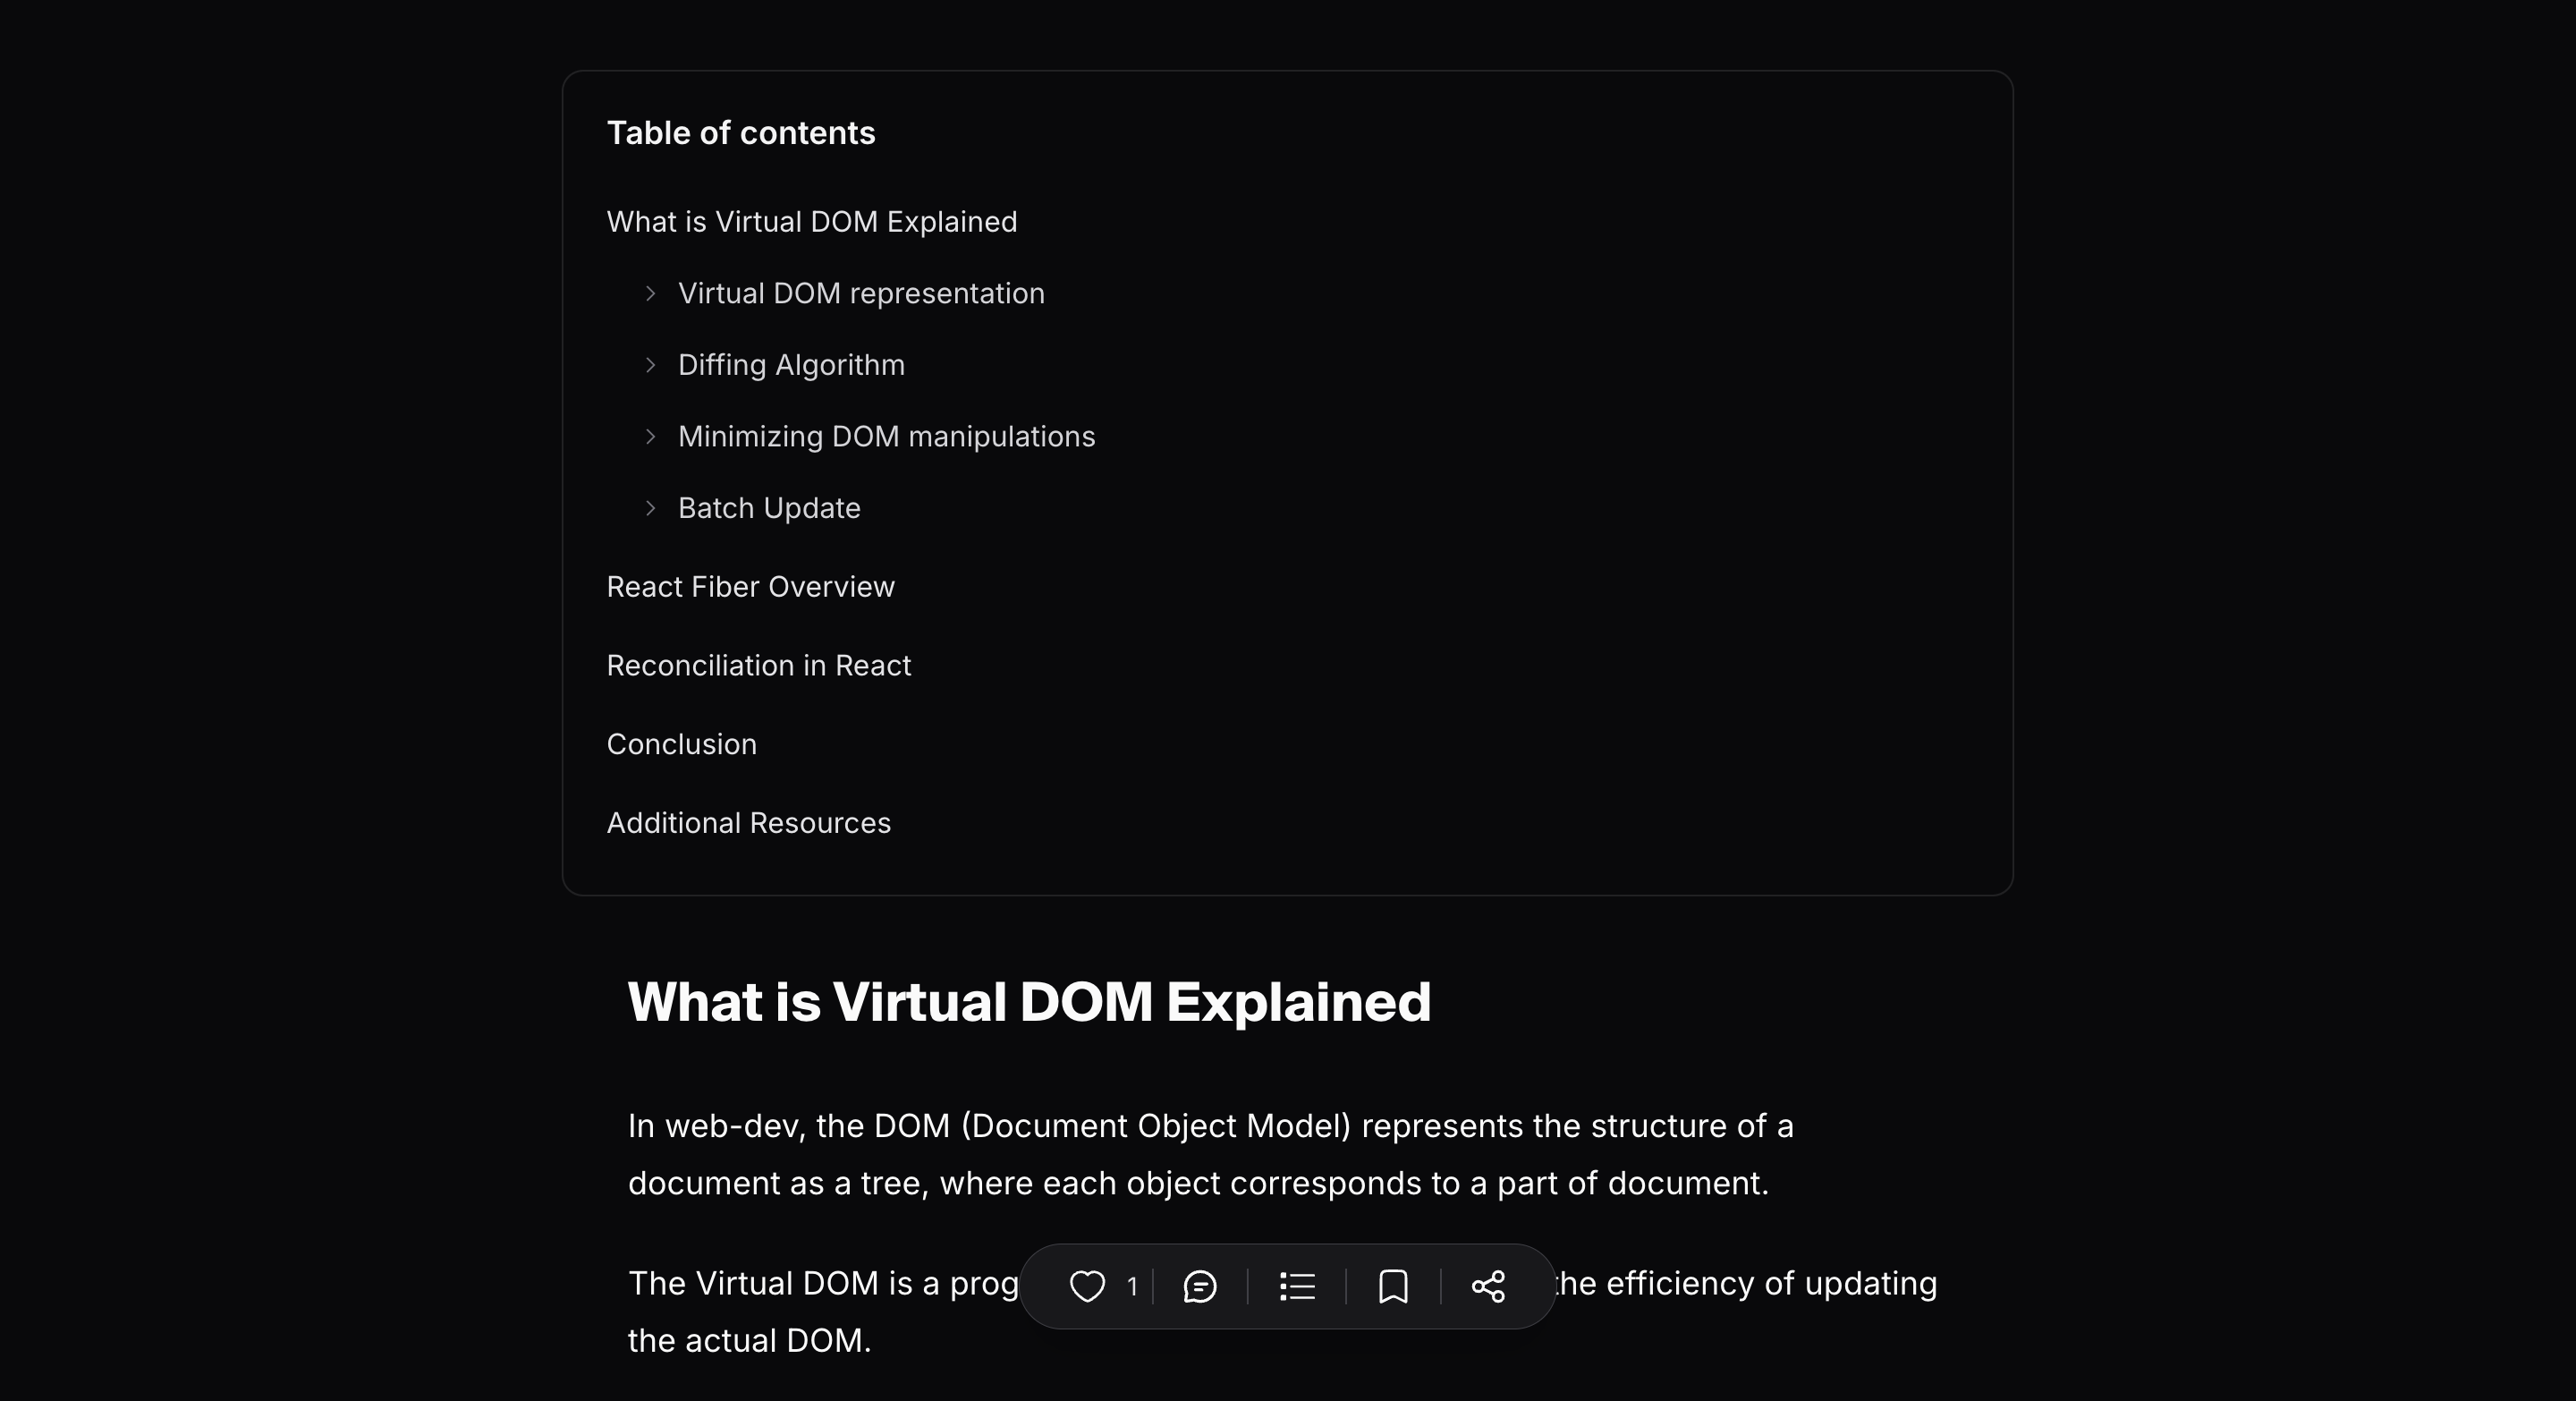 Table of contents
What is Virtual DOM Explained
Virtual DOM representation
Diffing Algorithm
Minimizing DOM manipulations
Batch Update
React Fiber Overview
Reconciliation in React
Conclusion
Additional Resources
What is Virtual DOM Explained
In web-dev, the DOM (Document Object Model) represents the structure of a
document as a tree, where each object corresponds to a part of document.
The Virtual DOM is a prog 1 the efficiency of updating
the actual DOM.